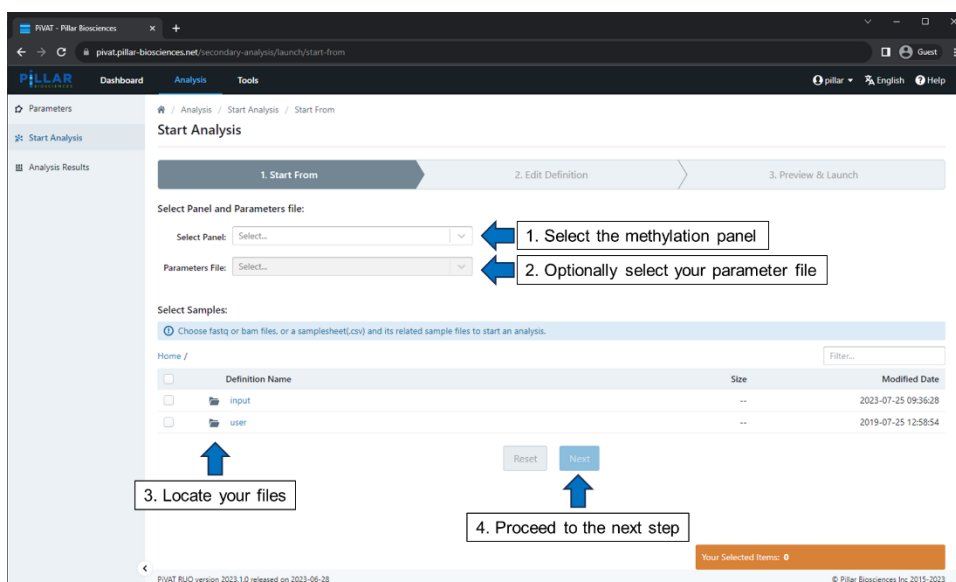 PiVAT - Pillar Biosciences
pivat.pillar-biosciences.net/secondary-analysis/launch/start-from
Guest
PILLAR
BIOSCIENCES
Dashboard
Analysis
Tools
pillar
English
Help
Parameters
Start Analysis
Analysis Results
/ Analysis / Start Analysis / Start From
Start Analysis
1. Start From
2. Edit Definition
3. Preview & Launch
Select Panel and Parameters file:
Select Panel: Select...
1. Select the methylation panel
Parameters File: Select...
2. Optionally select your parameter file
Select Samples:
Choose fastq or bam files, or a samplesheet(.csv) and its related sample files to start an analysis.
Home /
Filter...
Definition Name Size Modified Date
input -- 2023-07-25 09:36:28
user -- 2019-07-25 12:58:54
Reset
Next
3. Locate your files
4. Proceed to the next step
Your Selected Items: 0
PiVAT RUO version 2023.1.0 released on 2023-06-28
© Pillar Biosciences Inc 2015-2023